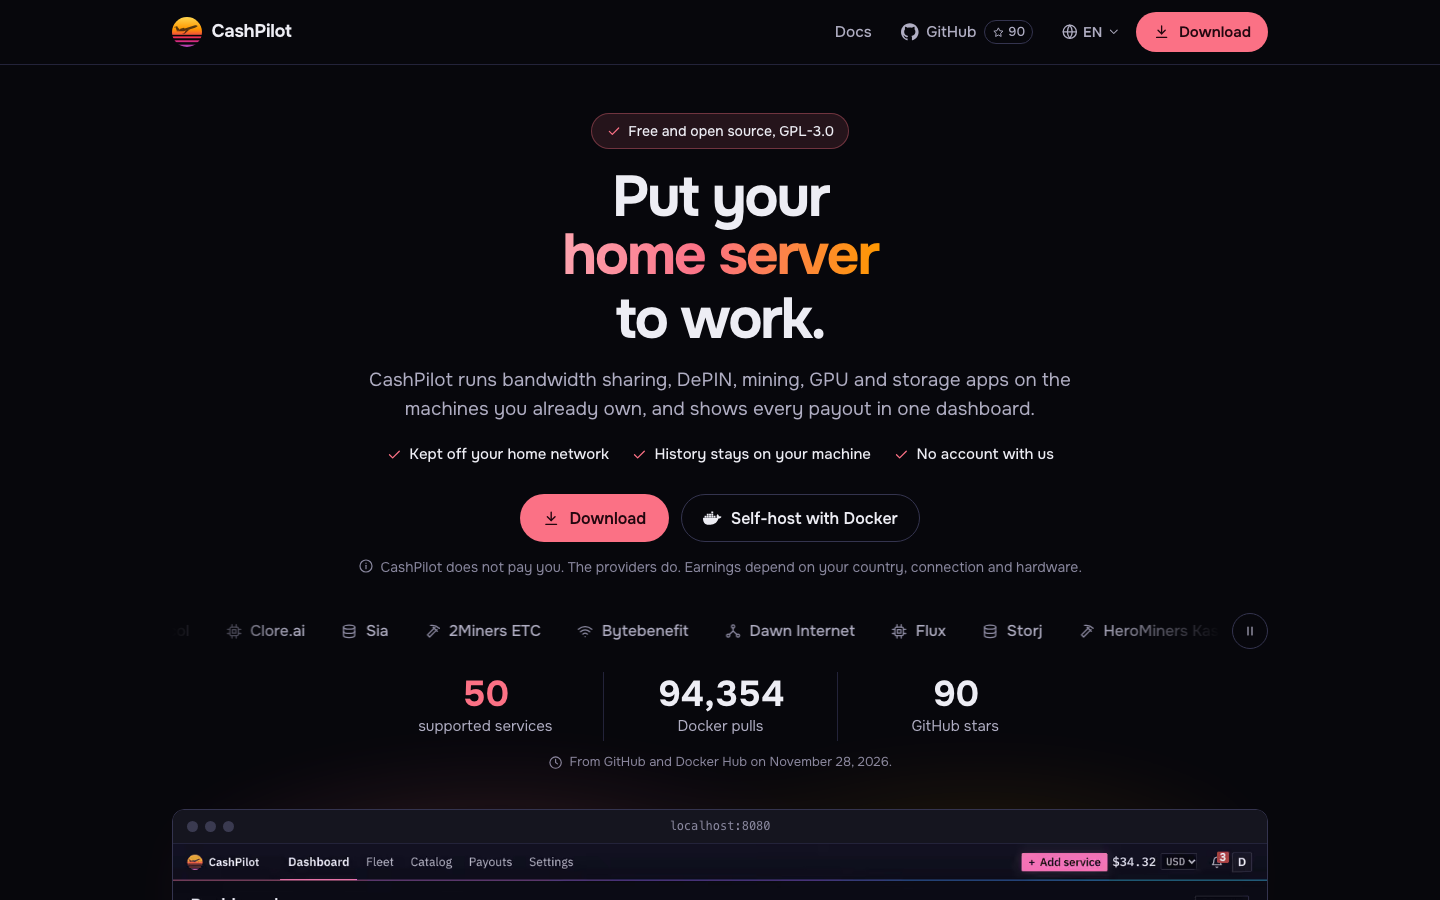 CashPilot
Docs
GitHub
90
EN
Download
Free and open source, GPL-3.0
Put your
home server
to work.
CashPilot runs bandwidth sharing, DePIN, mining, GPU and storage apps on the
machines you already own, and shows every payout in one dashboard.
Kept off your home network
History stays on your machine
No account with us
Download
Self-host with Docker
CashPilot does not pay you. The providers do. Earnings depend on your country, connection and hardware.
Clore.ai
Sia
2Miners ETC
Bytebenefit
Dawn Internet
Flux
Storj
HeroMiners
50
supported services
94,354
Docker pulls
90
GitHub stars
From GitHub and Docker Hub on November 28, 2026.
localhost:8080
CashPilot
Dashboard
Fleet
Catalog
Payouts
Settings
+ Add service
$34.32
USD
3
D